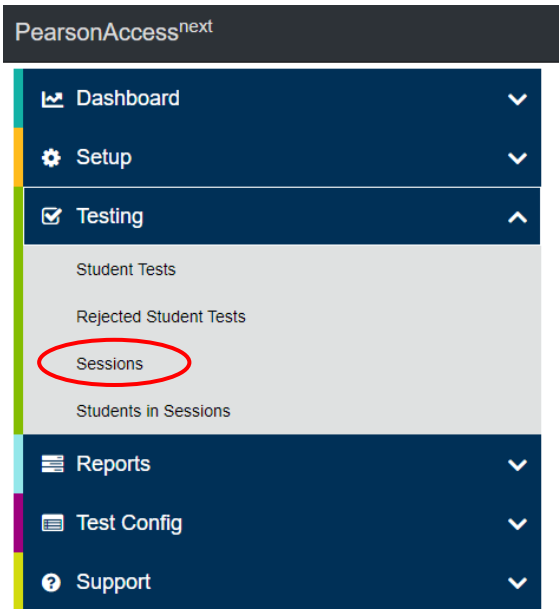 PearsonAccessnext
Dashboard
Setup
Testing
Student Tests
Rejected Student Tests
Sessions
Students in Sessions
Reports
Test Config
Support